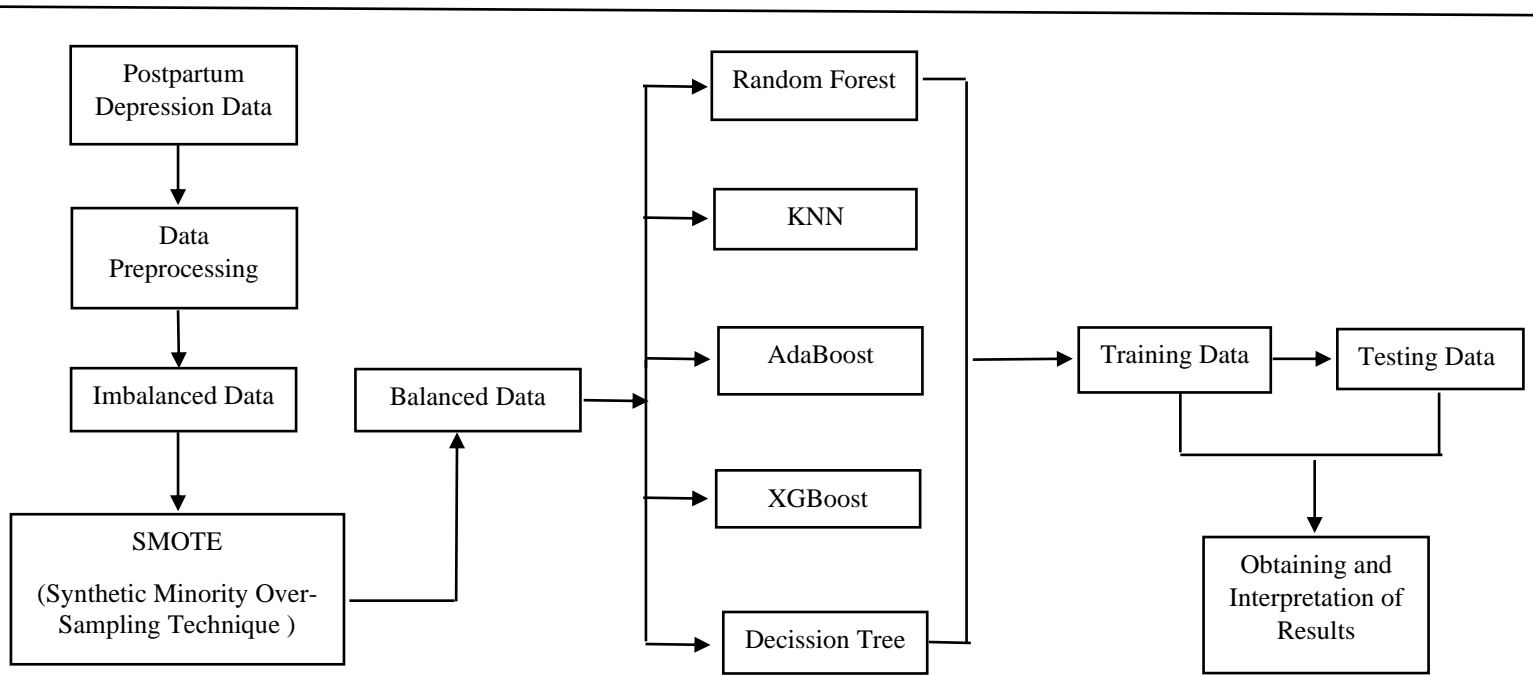 Postpartum
Depression Data
Data
Preprocessing
Imbalanced Data
SMOTE
(Synthetic Minority Over-
Sampling Technique )
Balanced Data
Random Forest
KNN
AdaBoost
XGBoost
Decission Tree
Training Data
Testing Data
Obtaining and
Interpretation of
Results